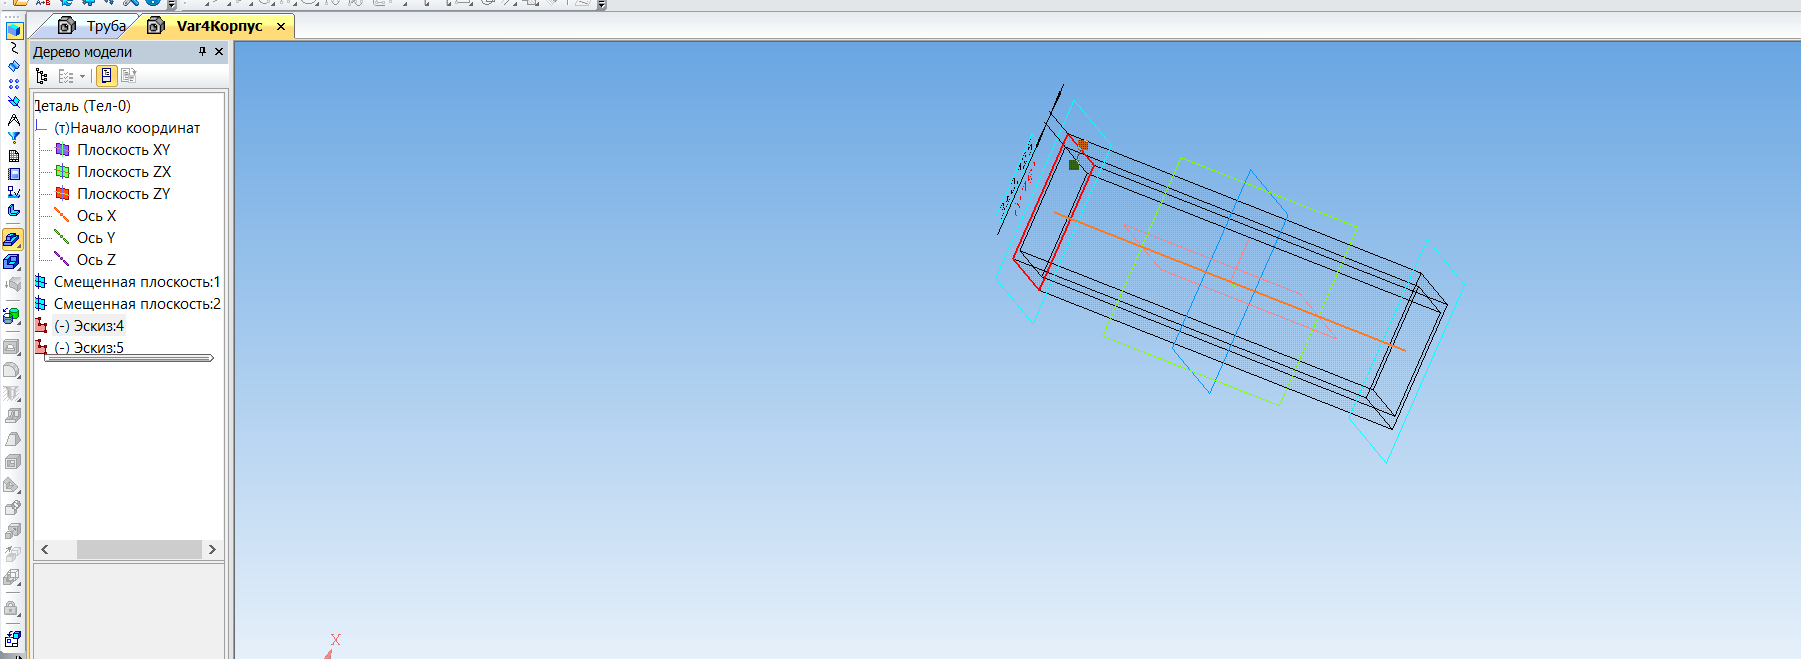 Труба
Var4Корпус
Дерево модели
Деталь (Тел-0)
(т)Начало координат
Плоскость XY
Плоскость ZX
Плоскость ZY
Ось X
Ось Y
Ось Z
Смещенная плоскость:1
Смещенная плоскость:2
(-) Эскиз:4
(-) Эскиз:5
X